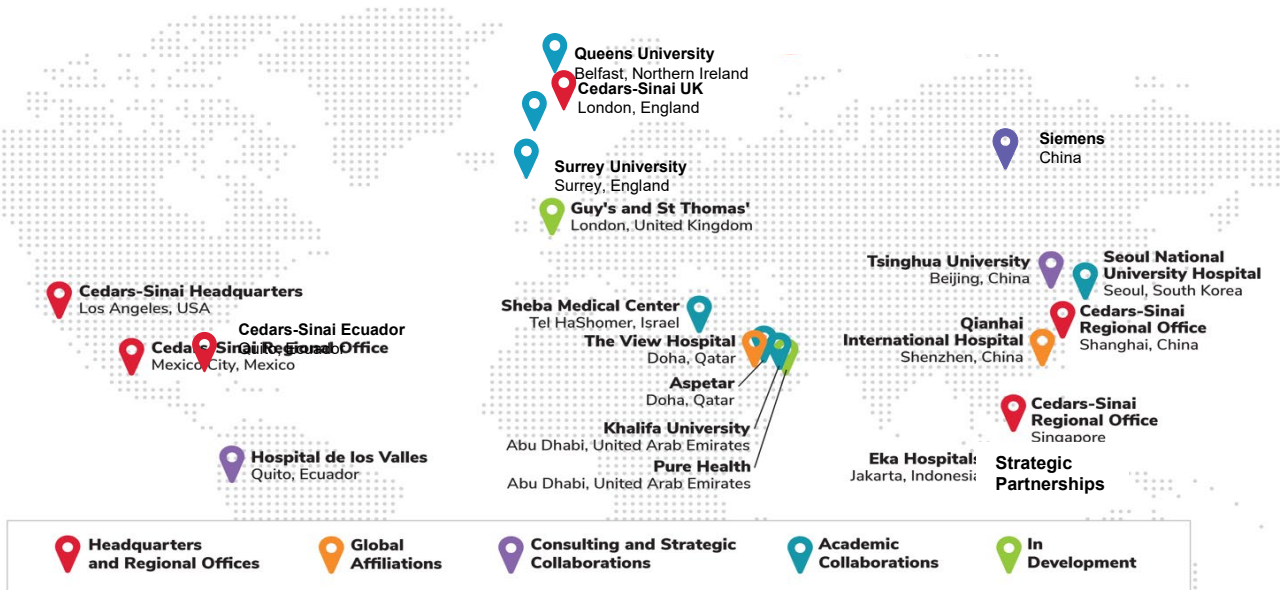 Queens University
Belfast, Northern Ireland
Cedars-Sinai UK
London, England
Siemens
China
Surrey University
Surrey, England
Guy's and St Thomas'
London, United Kingdom
Tsinghua University
Beijing, China
Seoul National
University Hospital
Seoul, South Korea
Cedars-Sinai Headquarters
Los Angeles, USA
Sheba Medical Center
Tel HaShomer, Israel
Cedars-Sinai
Regional Office
Shanghai, China
Qianhai
International Hospital
Shenzhen, China
Cedars-Sinai Ecuador
Quito, Ecuador
Cedars-Sinai Regional Office
Mexico City, Mexico
The View Hospital
Doha, Qatar
Aspetar
Doha, Qatar
Cedars-Sinai
Regional Office
Singapore
Khalifa University
Abu Dhabi, United Arab Emirates
Hospital de los Valles
Quito, Ecuador
Pure Health
Abu Dhabi, United Arab Emirates
Eka Hospitals
Jakarta, Indonesia
Strategic
Partnerships
Headquarters
and Regional Offices
Global
Affiliations
Consulting and Strategic
Collaborations
Academic
Collaborations
In
Development